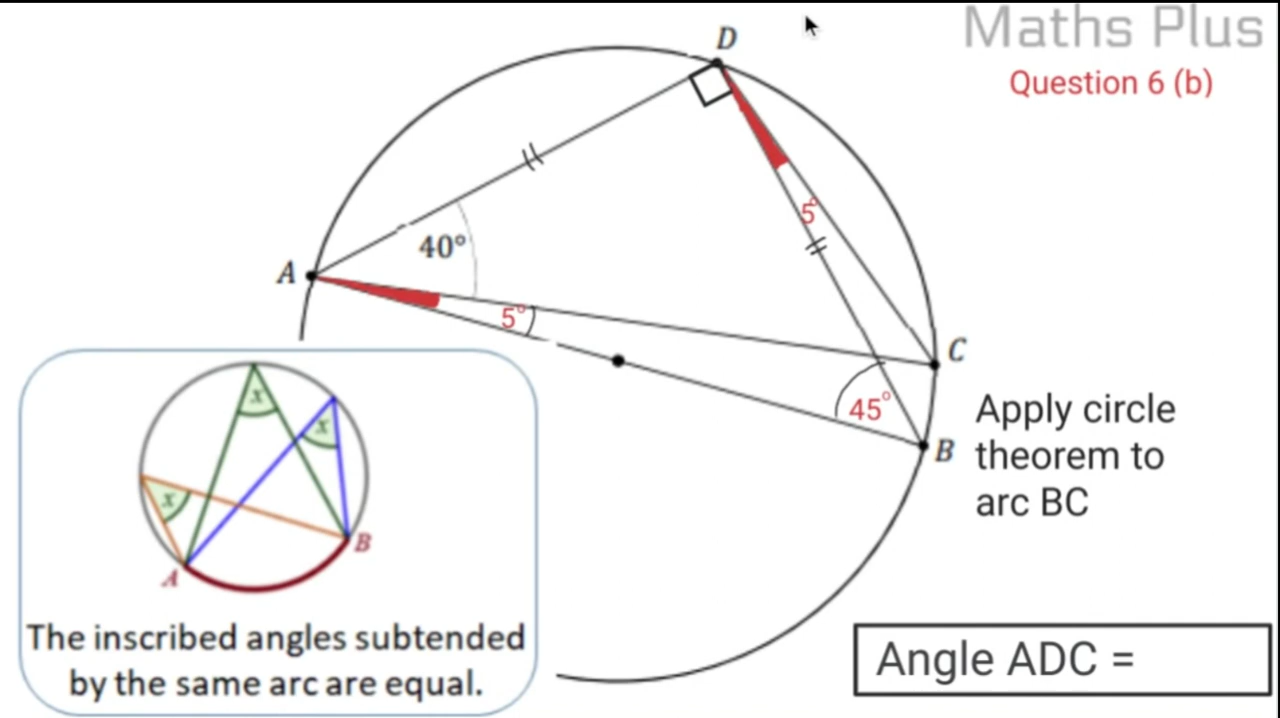 Maths Plus
Question 6 (b)
D
A
40°
5°
5°
45°
C
B
Apply circle
theorem to
arc BC
x
x
x
A
B
The inscribed angles subtended
by the same arc are equal.
Angle ADC =